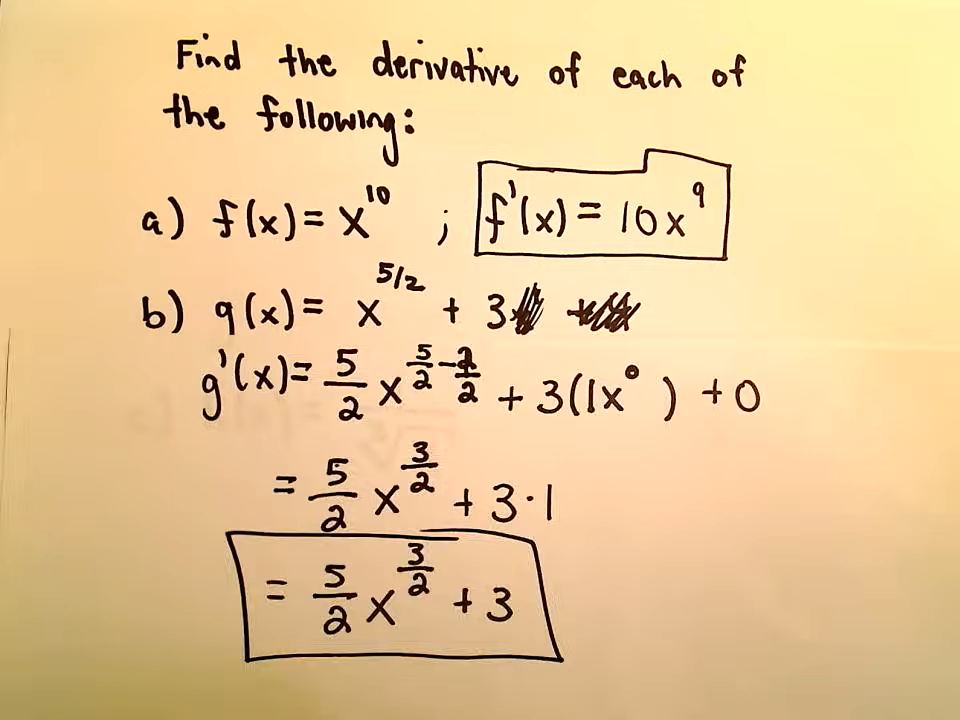 Find the derivative of each of
the following:
a) f(x) = x^10 ; f'(x) = 10x^9
b) g(x) = x^5/2 + 3
g'(x) = 5/2 x^(5/2 - 2/2) + 3(1x^0) + 0
= 5/2 x^3/2 + 3·1
= 5/2 x^3/2 + 3